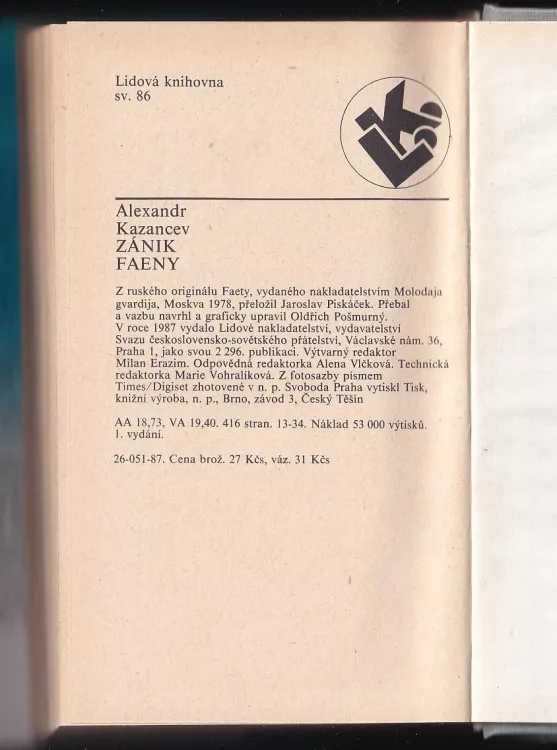 Lidová knihovna
sv. 86
LK
Alexandr
Kazancev
ZÁNIK
FAENY
Z ruského originálu Faety, vydaného nakladatelstvím Molodaja
gvardija, Moskva 1978, přeložil Jaroslav Piskáček. Přebal
a vazbu navrhl a graficky upravil Oldřich Pošmurný.
V roce 1987 vydalo Lidové nakladatelství, vydavatelství
Svazu československo-sovětského přátelství, Václavské nám. 36,
Praha 1, jako svou 2 296. publikaci. Výtvarný redaktor
Milan Erazim. Odpovědná redaktorka Alena Vlčková. Technická
redaktorka Marie Vohralíková. Z fotosazby písmem
Times/Digiset zhotovené v n. p. Svoboda Praha vytiskl Tisk,
knižní výroba, n. p., Brno, závod 3, Český Těšín
AA 18,73, VA 19,40. 416 stran. 13-34. Náklad 53 000 výtisků.
1. vydání.
26-051-87. Cena brož. 27 Kčs, váz. 31 Kčs